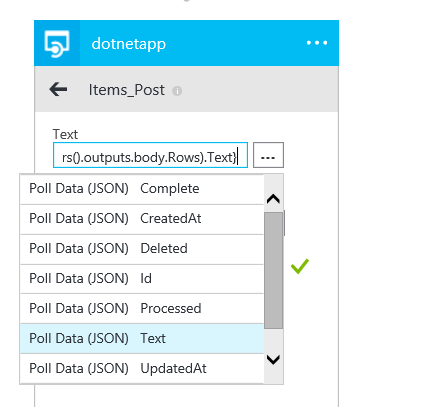 dotnetapp
Items_Post
Text
rs().outputs.body.Rows).Text}
Poll Data (JSON) Complete
Poll Data (JSON) CreatedAt
Poll Data (JSON) Deleted
Poll Data (JSON) Id
Poll Data (JSON) Processed
Poll Data (JSON) Text
Poll Data (JSON) UpdatedAt